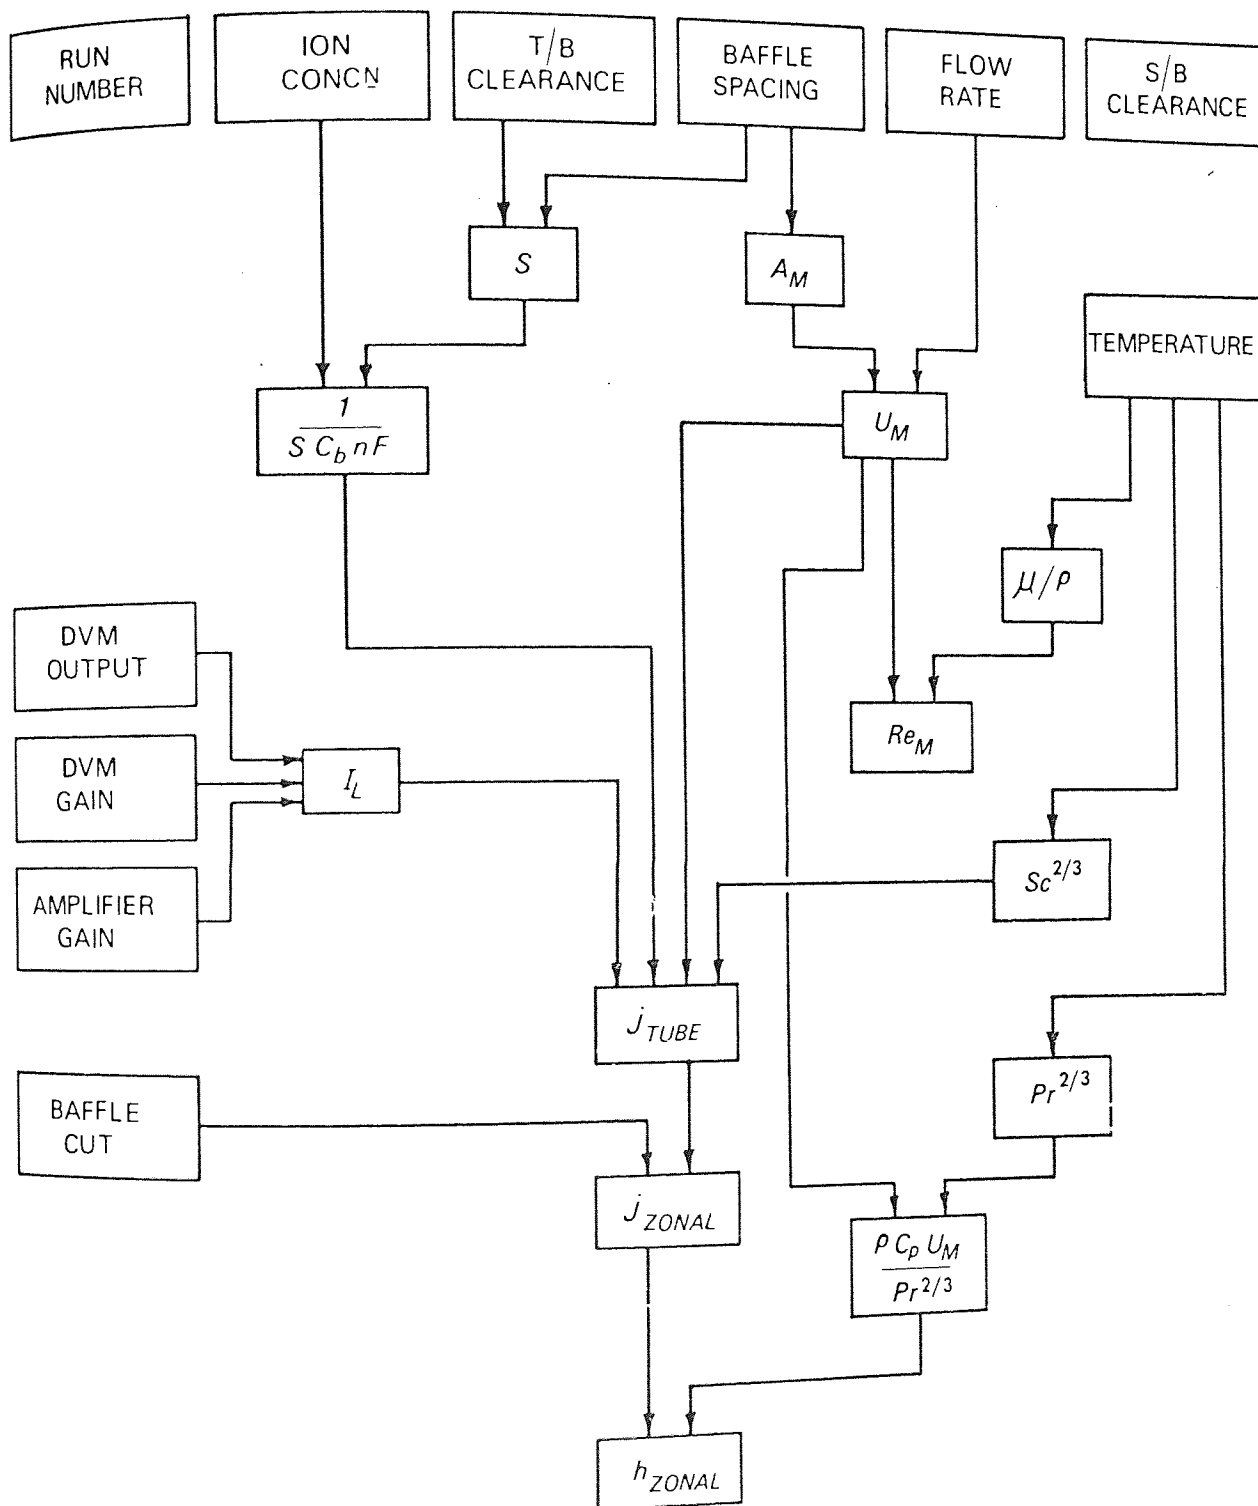 RUN
NUMBER
ION
CONCN
T/B
CLEARANCE
BAFFLE
SPACING
FLOW
RATE
S/B
CLEARANCE
S
A_M
TEMPERATURE
1
S C_b n F
U_M
μ/ρ
DVM
OUTPUT
Re_M
DVM
GAIN
I_L
Sc^2/3
AMPLIFIER
GAIN
j_TUBE
Pr^2/3
BAFFLE
CUT
j_ZONAL
ρ C_p U_M
Pr^2/3
h_ZONAL